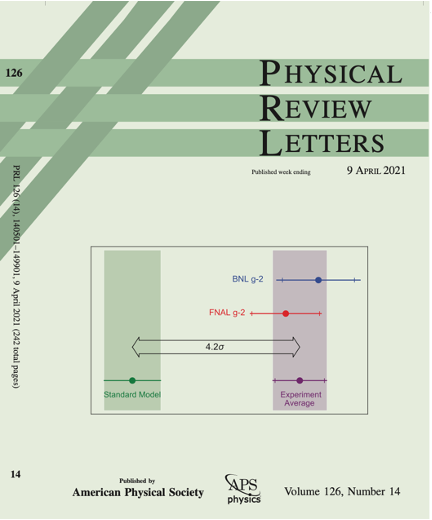 126
PHYSICAL
REVIEW
LETTERS
Published week ending 9 APRIL 2021
PRL 126 (14), 140501–149901, 9 April 2021 (242 total pages)
BNL g-2
FNAL g-2
4.2σ
Standard Model
Experiment
Average
14
Published by
American Physical Society
APS
physics
Volume 126, Number 14